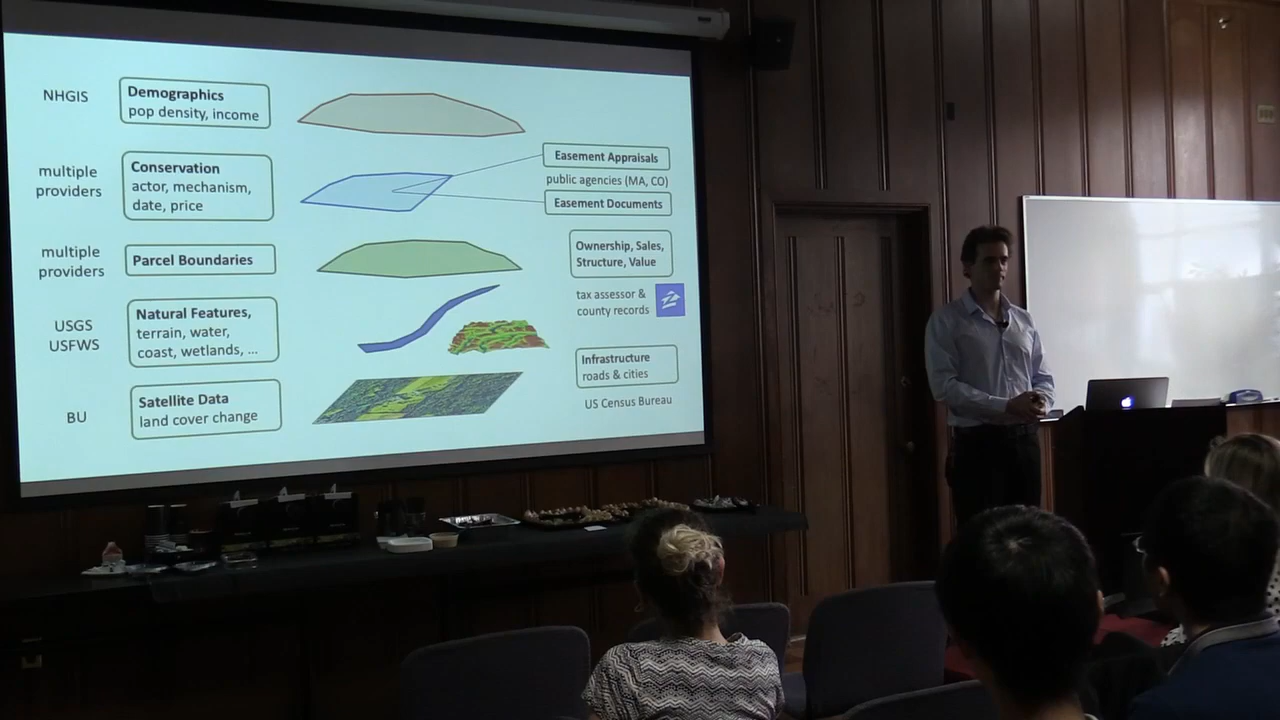 NHGIS
Demographics
pop density, income
multiple
providers
Conservation
actor, mechanism,
date, price
Easement Appraisals
public agencies (MA, CO)
Easement Documents
multiple
providers
Parcel Boundaries
Ownership, Sales,
Structure, Value
tax assessor &
county records
USGS
USFWS
Natural Features,
terrain, water,
coast, wetlands, ...
Infrastructure
roads & cities
US Census Bureau
BU
Satellite Data
land cover change